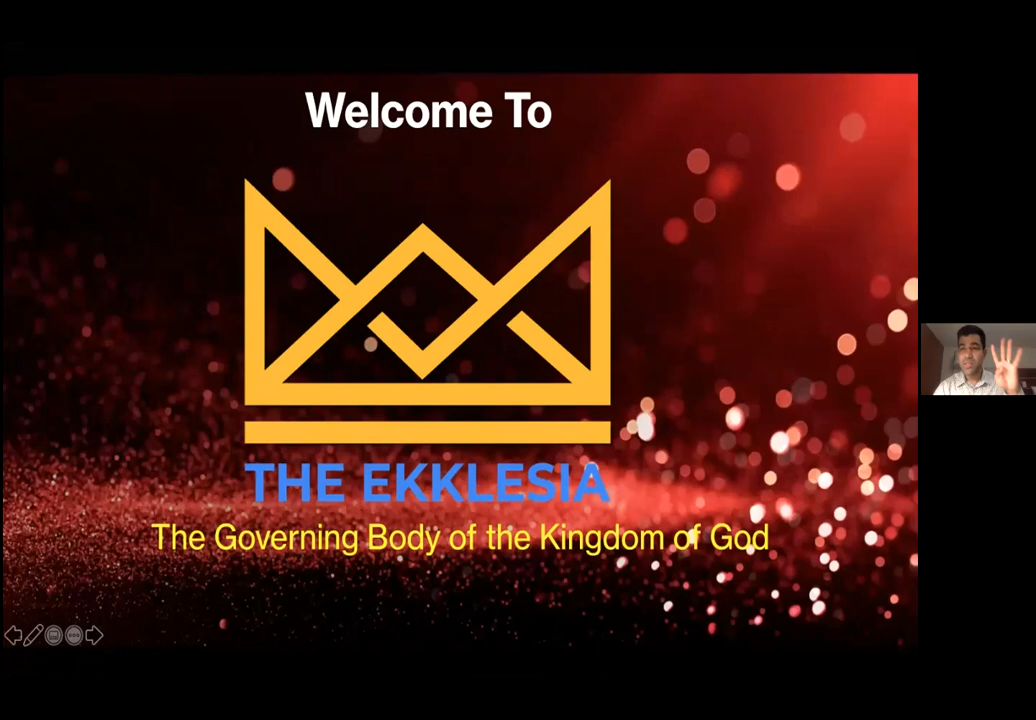 Welcome To
THE EKKLESIA
The Governing Body of the Kingdom of God